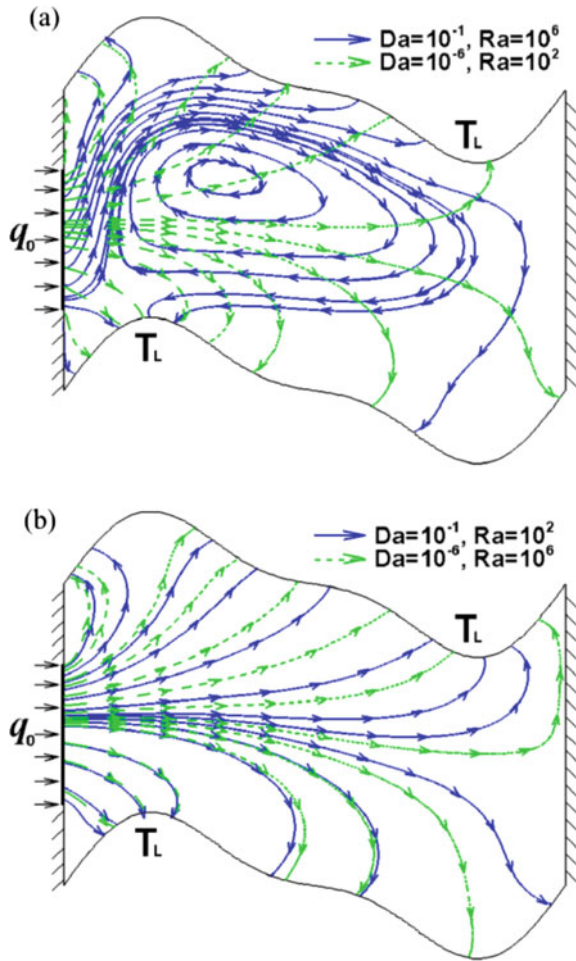 (a)
Da=10⁻¹, Ra=10⁶
Da=10⁻⁶, Ra=10²
T_L
q₀
T_L
(b)
Da=10⁻¹, Ra=10²
Da=10⁻⁶, Ra=10⁶
T_L
q₀
T_L